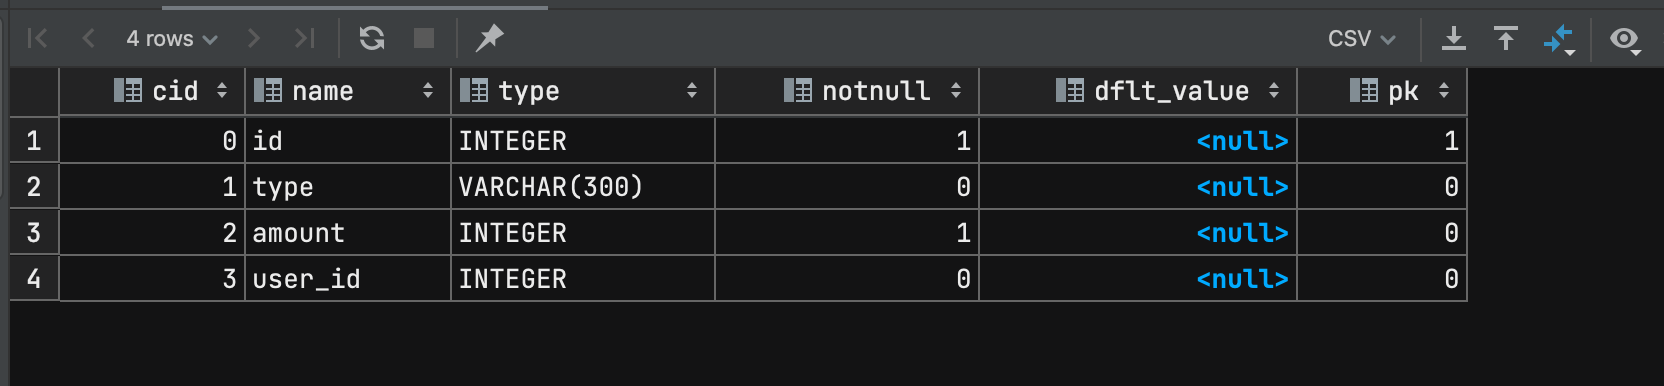 4 rows CSV
cid name type notnull dflt_value pk
1 0 id INTEGER 1 <null> 1
2 1 type VARCHAR(300) 0 <null> 0
3 2 amount INTEGER 1 <null> 0
4 3 user_id INTEGER 0 <null> 0